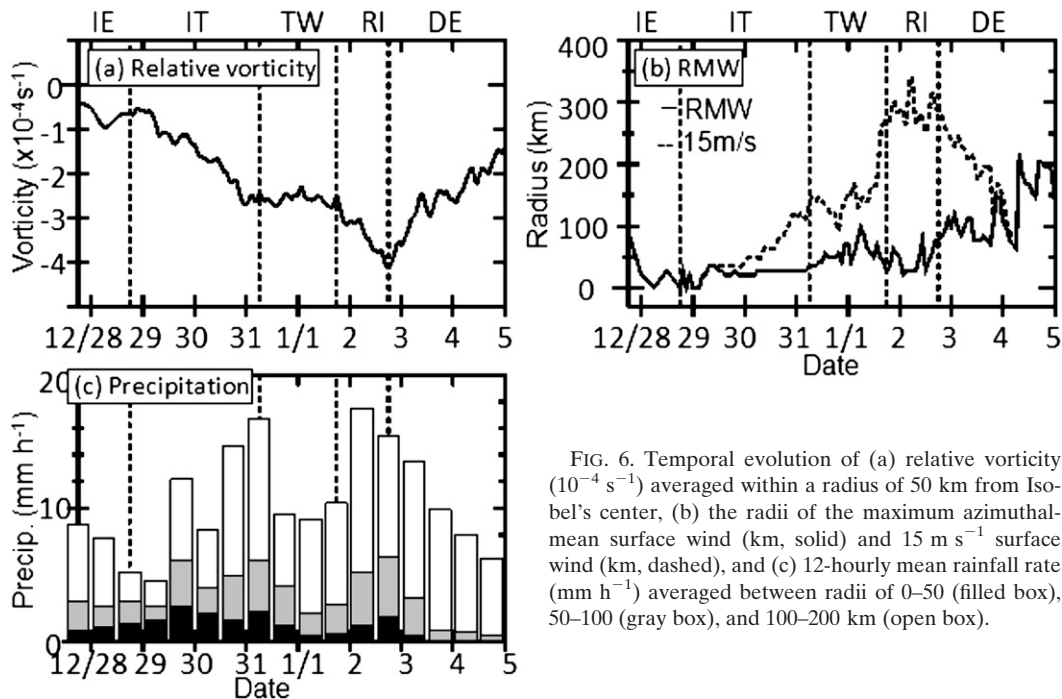 IE IT TW RI DE
(a) Relative vorticity
Vorticity (x10-4s-1)
0
-1
-2
-3
-4
12/28 29 30 31 1/1 2 3 4 5
IE IT TW RI DE
(b) RMW
– RMW
-- 15m/s
Radius (km)
400
300
200
100
0
12/28 29 30 31 1/1 2 3 4 5
Date
(c) Precipitation
Precip. (mm h-1)
20
10
0
12/28 29 30 31 1/1 2 3 4 5
Date
FIG. 6. Temporal evolution of (a) relative vorticity
(10−4 s−1) averaged within a radius of 50 km from Iso-
bel's center, (b) the radii of the maximum azimuthal-
mean surface wind (km, solid) and 15 m s−1 surface
wind (km, dashed), and (c) 12-hourly mean rainfall rate
(mm h−1) averaged between radii of 0–50 (filled box),
50–100 (gray box), and 100–200 km (open box).